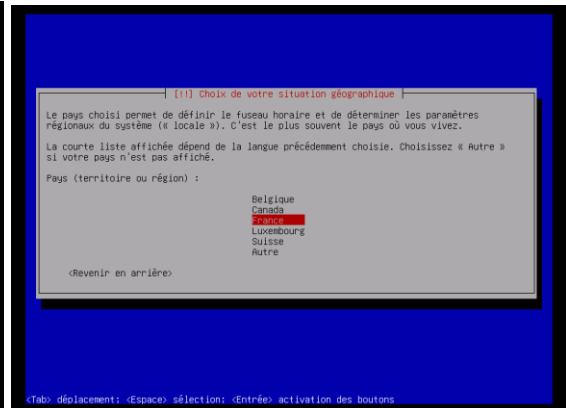 [!!] Choix de votre situation géographique
Le pays choisi permet de définir le fuseau horaire et de déterminer les paramètres
régionaux du système (« locale »). C'est le plus souvent le pays où vous vivez.
La courte liste affichée dépend de la langue précédemment choisie. Choisissez « Autre »
si votre pays n'est pas affiché.
Pays (territoire ou région) :
Belgique
Canada
France
Luxembourg
Suisse
Autre
<Revenir en arrière>
<Tab> déplacement; <Espace> sélection; <Entrée> activation des boutons